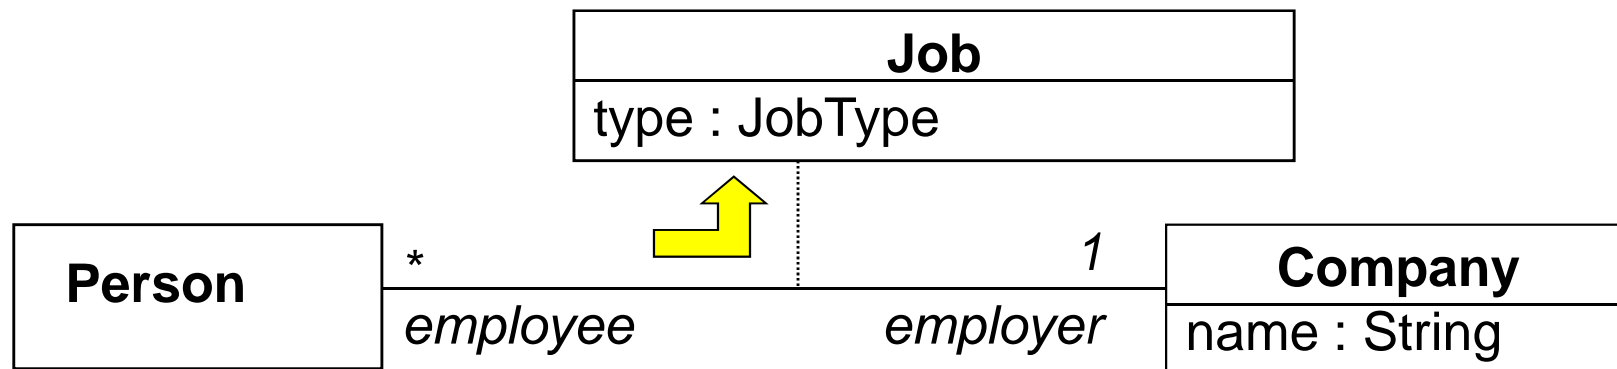 Job
type : JobType
Person
*
employee
1
employer
Company
name : String